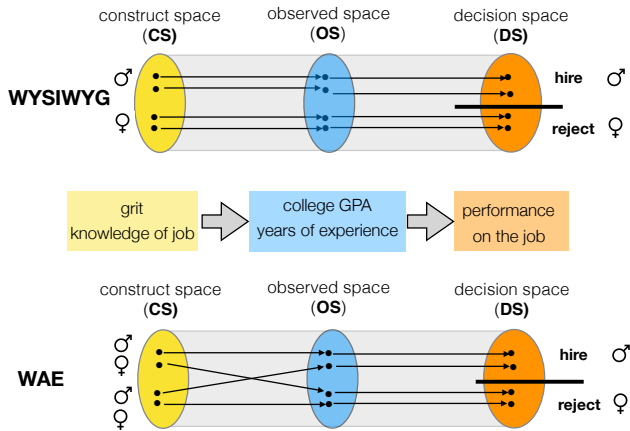 construct space
(CS)
observed space
(OS)
decision space
(DS)
♂
WYSIWYG
♀
hire ♂
reject ♀
grit
knowledge of job
college GPA
years of experience
performance
on the job
construct space
(CS)
observed space
(OS)
decision space
(DS)
♂
♀
WAE
♂
♀
hire ♂
reject ♀